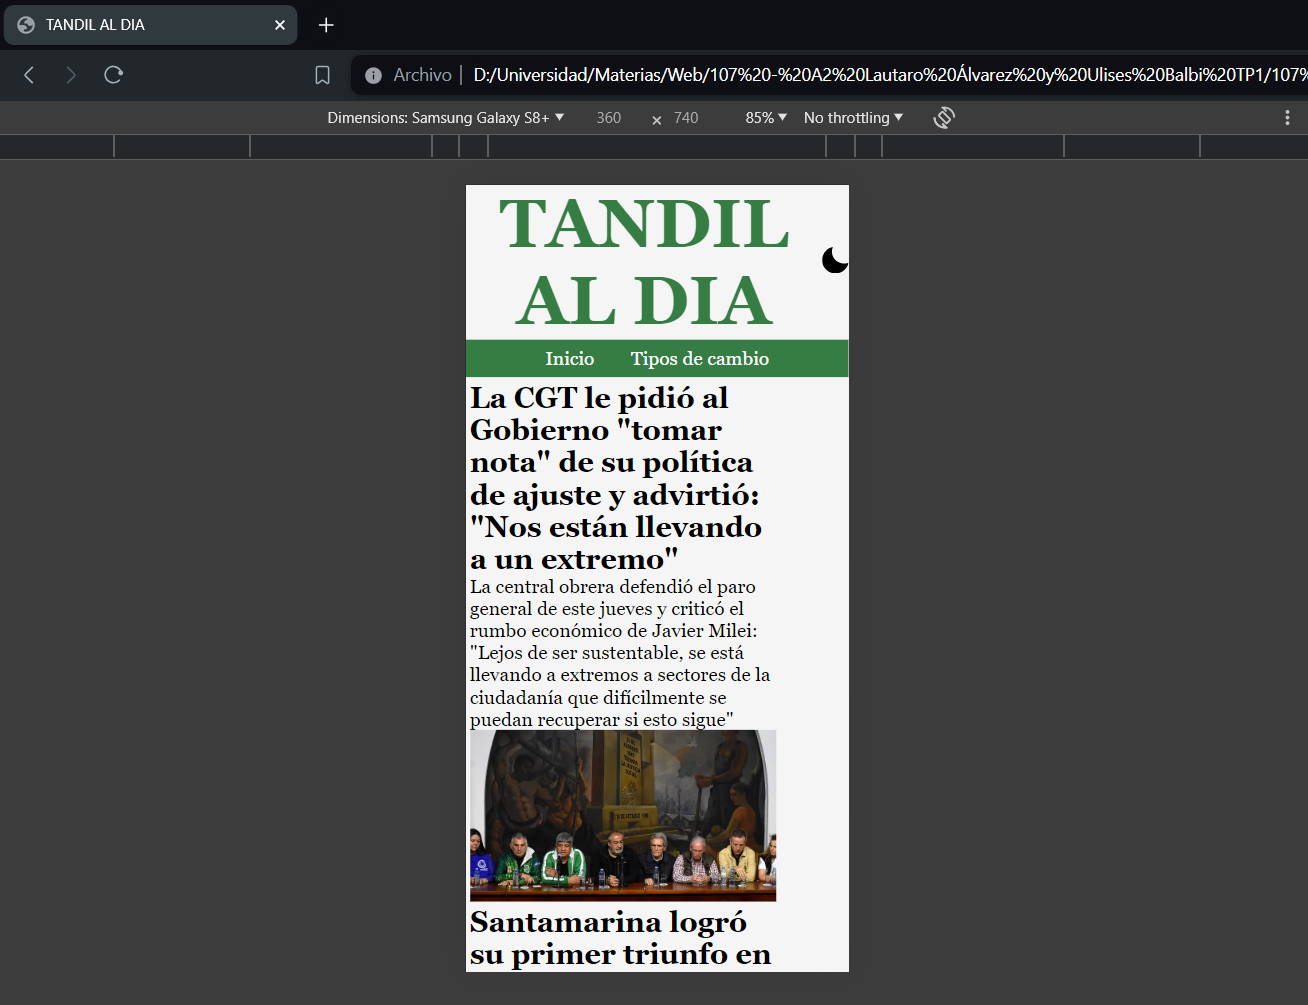 TANDIL AL DIA
Archivo | D:/Universidad/Materias/Web/107%20-%20A2%20Lautaro%20Álvarez%20y%20Ulises%20Balbi%20TP1/107%
Dimensions: Samsung Galaxy S8+ 360 × 740 85% No throttling
TANDIL
AL DIA
Inicio Tipos de cambio
La CGT le pidió al
Gobierno "tomar
nota" de su política
de ajuste y advirtió:
"Nos están llevando
a un extremo"
La central obrera defendió el paro
general de este jueves y criticó el
rumbo económico de Javier Milei:
"Lejos de ser sustentable, se está
llevando a extremos a sectores de la
ciudadanía que difícilmente se
puedan recuperar si esto sigue"
Santamarina logró
su primer triunfo en